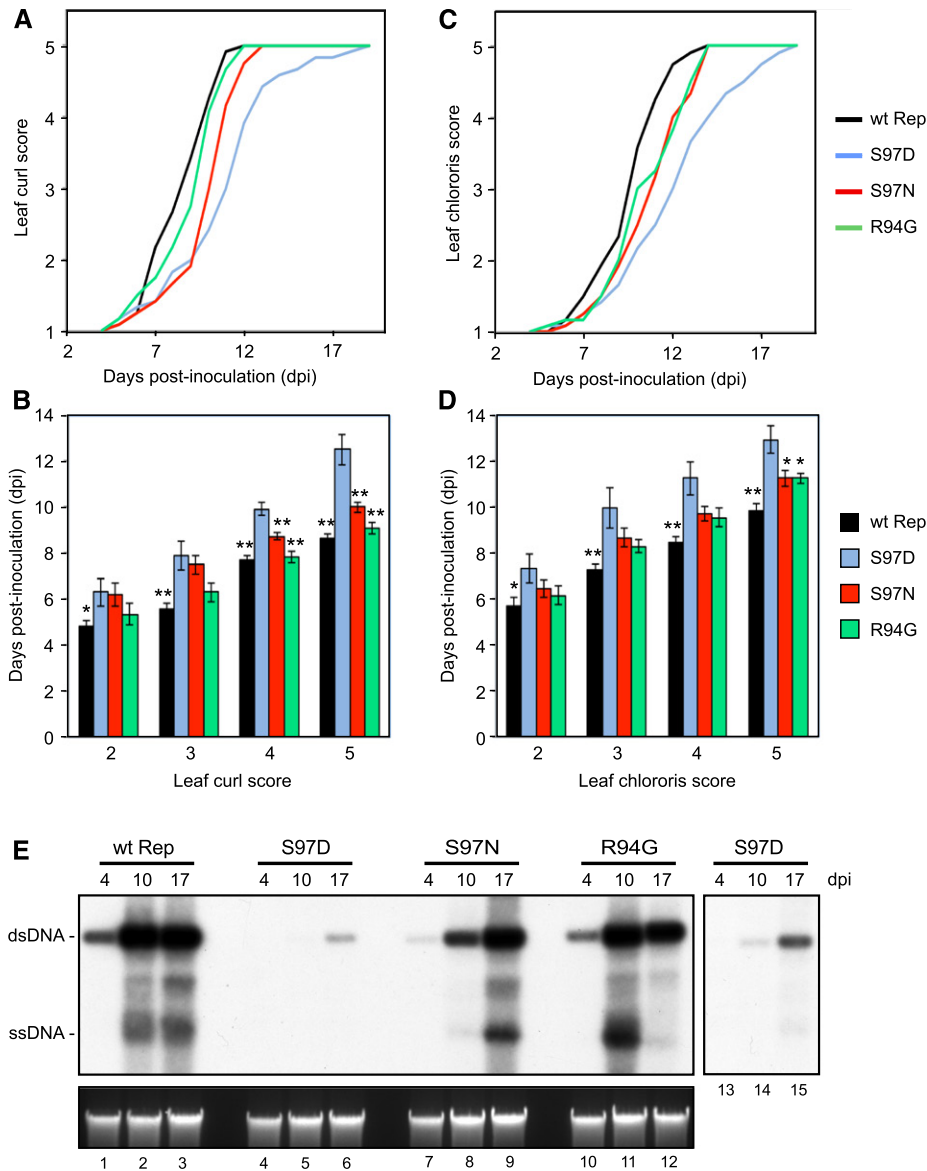 A
5
4
3
2
1
Leaf curl score
2 7 12 17
Days post-inoculation (dpi)
C
5
4
3
2
1
Leaf chlororis score
2 7 12 17
Days post-inoculation (dpi)
wt Rep
S97D
S97N
R94G
B
14
12
10
8
6
4
2
0
Days post-inoculation (dpi)
* ** ** ** ** ** ** **
2 3 4 5
Leaf curl score
D
14
12
10
8
6
4
2
0
Days post-inoculation (dpi)
* ** ** ** * *
2 3 4 5
Leaf chlororis score
wt Rep
S97D
S97N
R94G
E
wt Rep S97D S97N R94G S97D
4 10 17 4 10 17 4 10 17 4 10 17 4 10 17 dpi
dsDNA -
ssDNA -
13 14 15
1 2 3 4 5 6 7 8 9 10 11 12